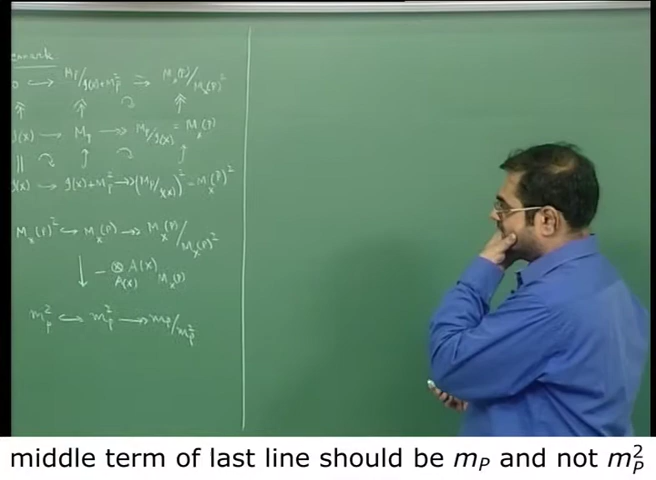 emark
0 ↪ M_P/g(x)+M_P^2 → M_x(P)/M_x(P)^2
g(x) → M_P ↠ M_P/g(x) = M_x(P)
g(x) → g(x)+M_P^2 ↠ (M_P/g(x))^2 = M_x(P)^2
M_x(P)^2 ↪ M_x(P) ↠ M_x(P)/M_x(P)^2
↓ – ⊗ A(X)
A(X) M_x(P)
m_P^2 ↪ m_P^2 ↠ m_P/m_P^2
middle term of last line should be m_P and not m_P^2